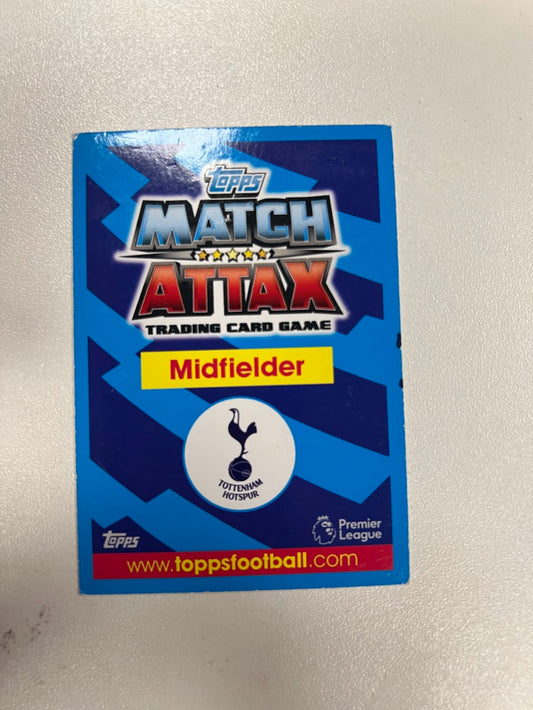 topps
MATCH
ATTAX
TRADING CARD GAME
Midfielder
TOTTENHAM
HOTSPUR
topps
Premier
League
www.toppsfootball.com